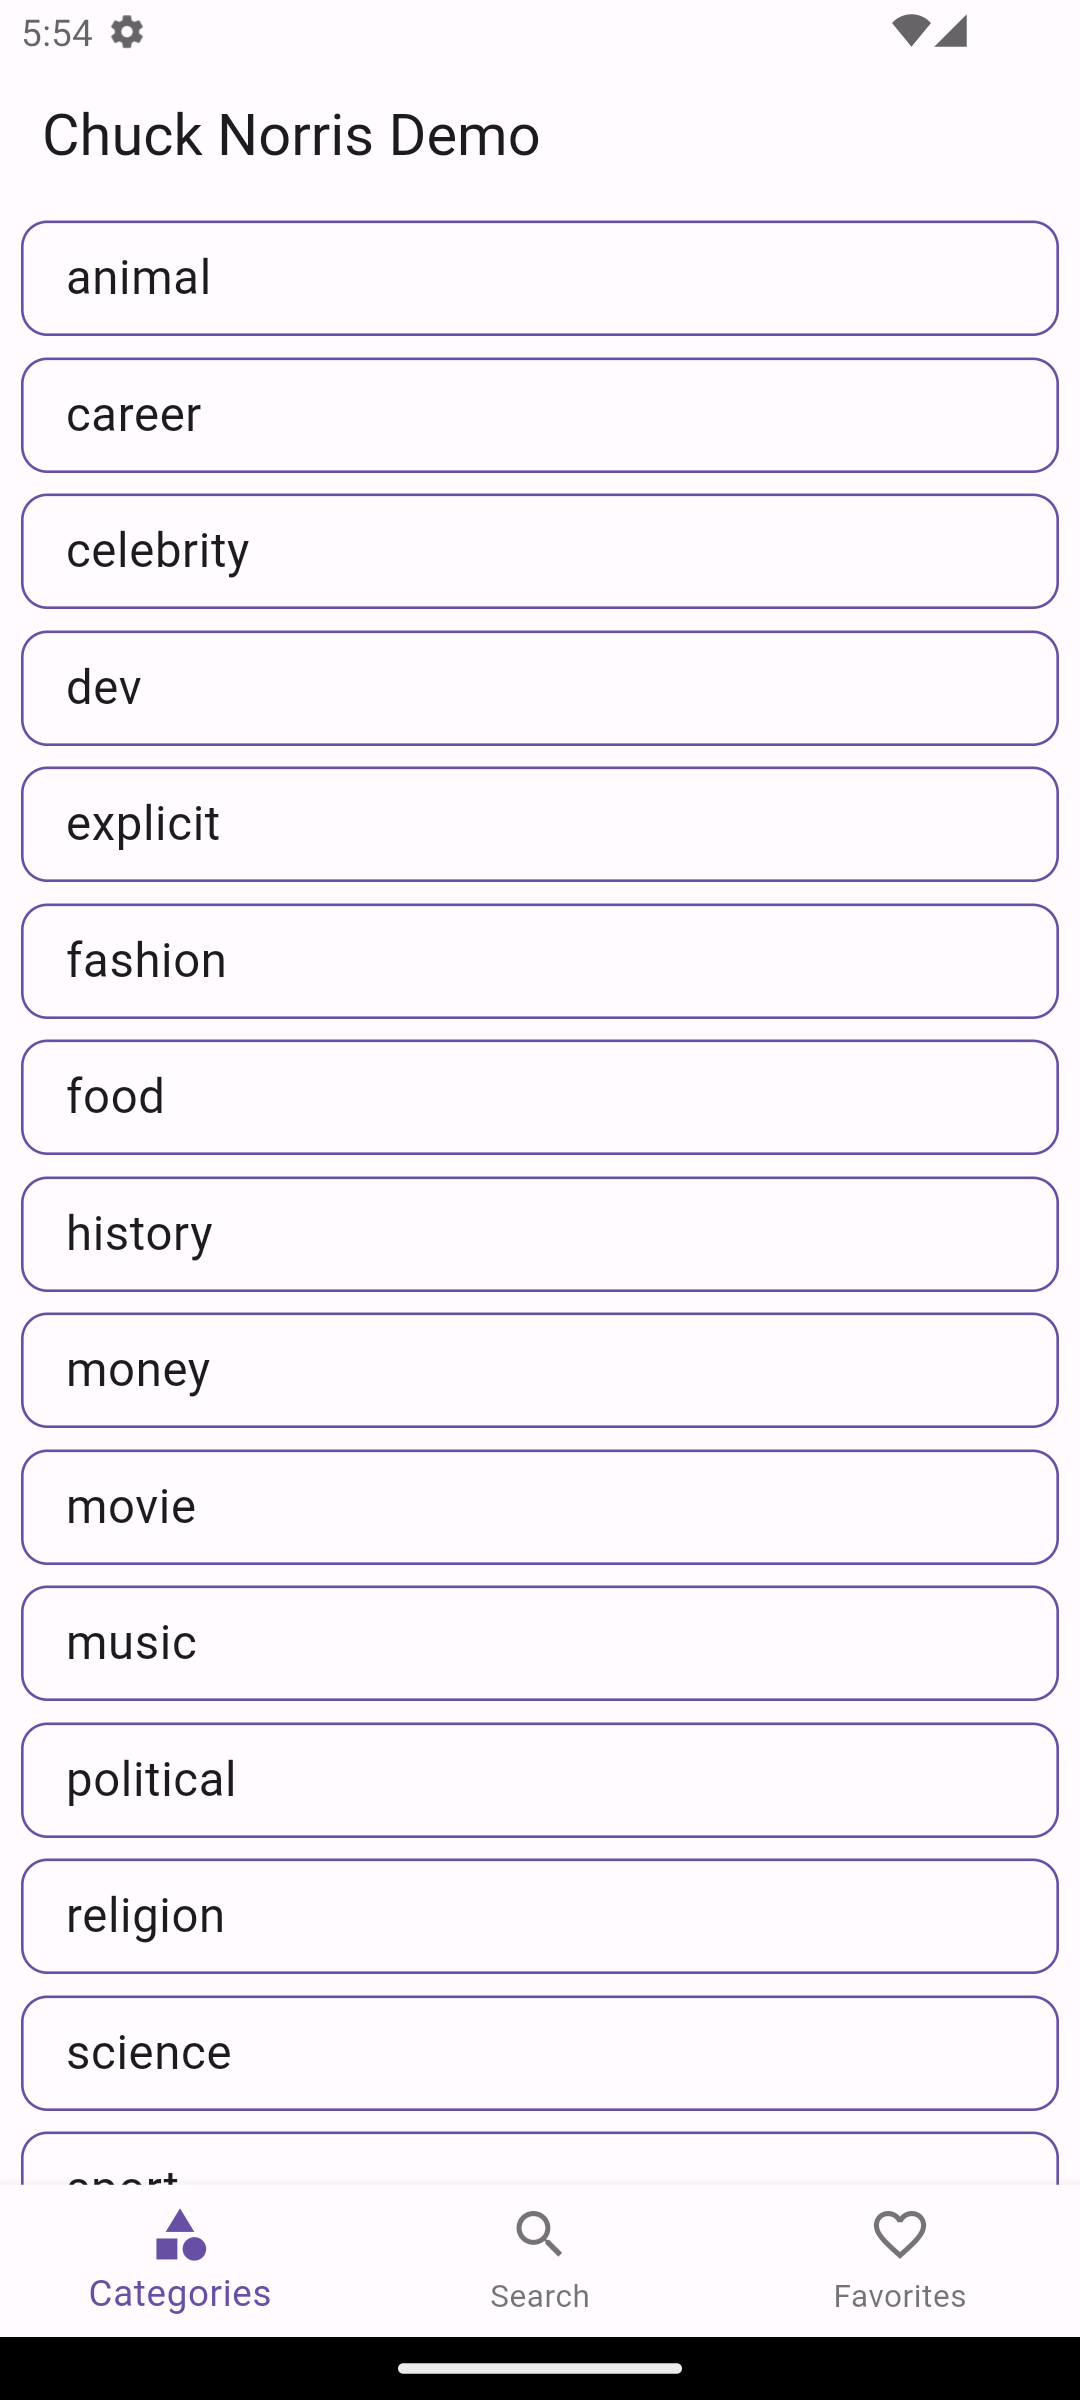 5:54
Chuck Norris Demo
animal
career
celebrity
dev
explicit
fashion
food
history
money
movie
music
political
religion
science
sport
Categories
Search
Favorites